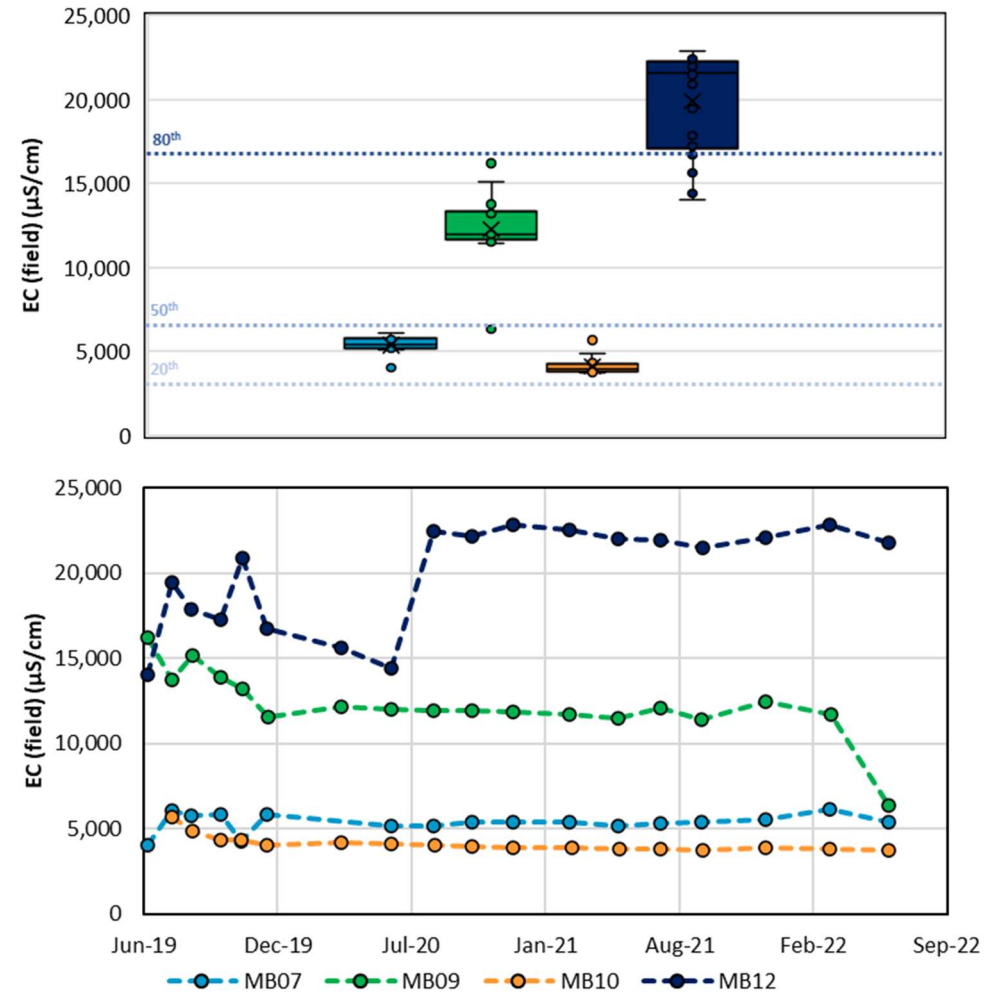 25,000
20,000
15,000
10,000
5,000
0
EC (field) (µS/cm)
80th
50th
20th
25,000
20,000
15,000
10,000
5,000
0
EC (field) (µS/cm)
Jun-19 Dec-19 Jul-20 Jan-21 Aug-21 Feb-22 Sep-22
MB07 MB09 MB10 MB12